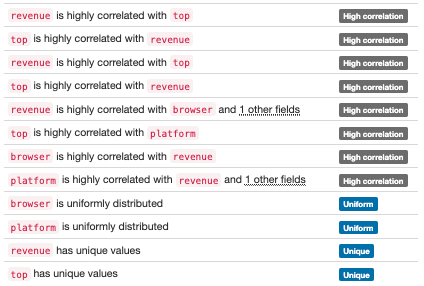 revenue is highly correlated with top High correlation
top is highly correlated with revenue High correlation
revenue is highly correlated with top High correlation
top is highly correlated with revenue High correlation
revenue is highly correlated with browser and 1 other fields High correlation
top is highly correlated with platform High correlation
browser is highly correlated with revenue High correlation
platform is highly correlated with revenue and 1 other fields High correlation
browser is uniformly distributed Uniform
platform is uniformly distributed Uniform
revenue has unique values Unique
top has unique values Unique